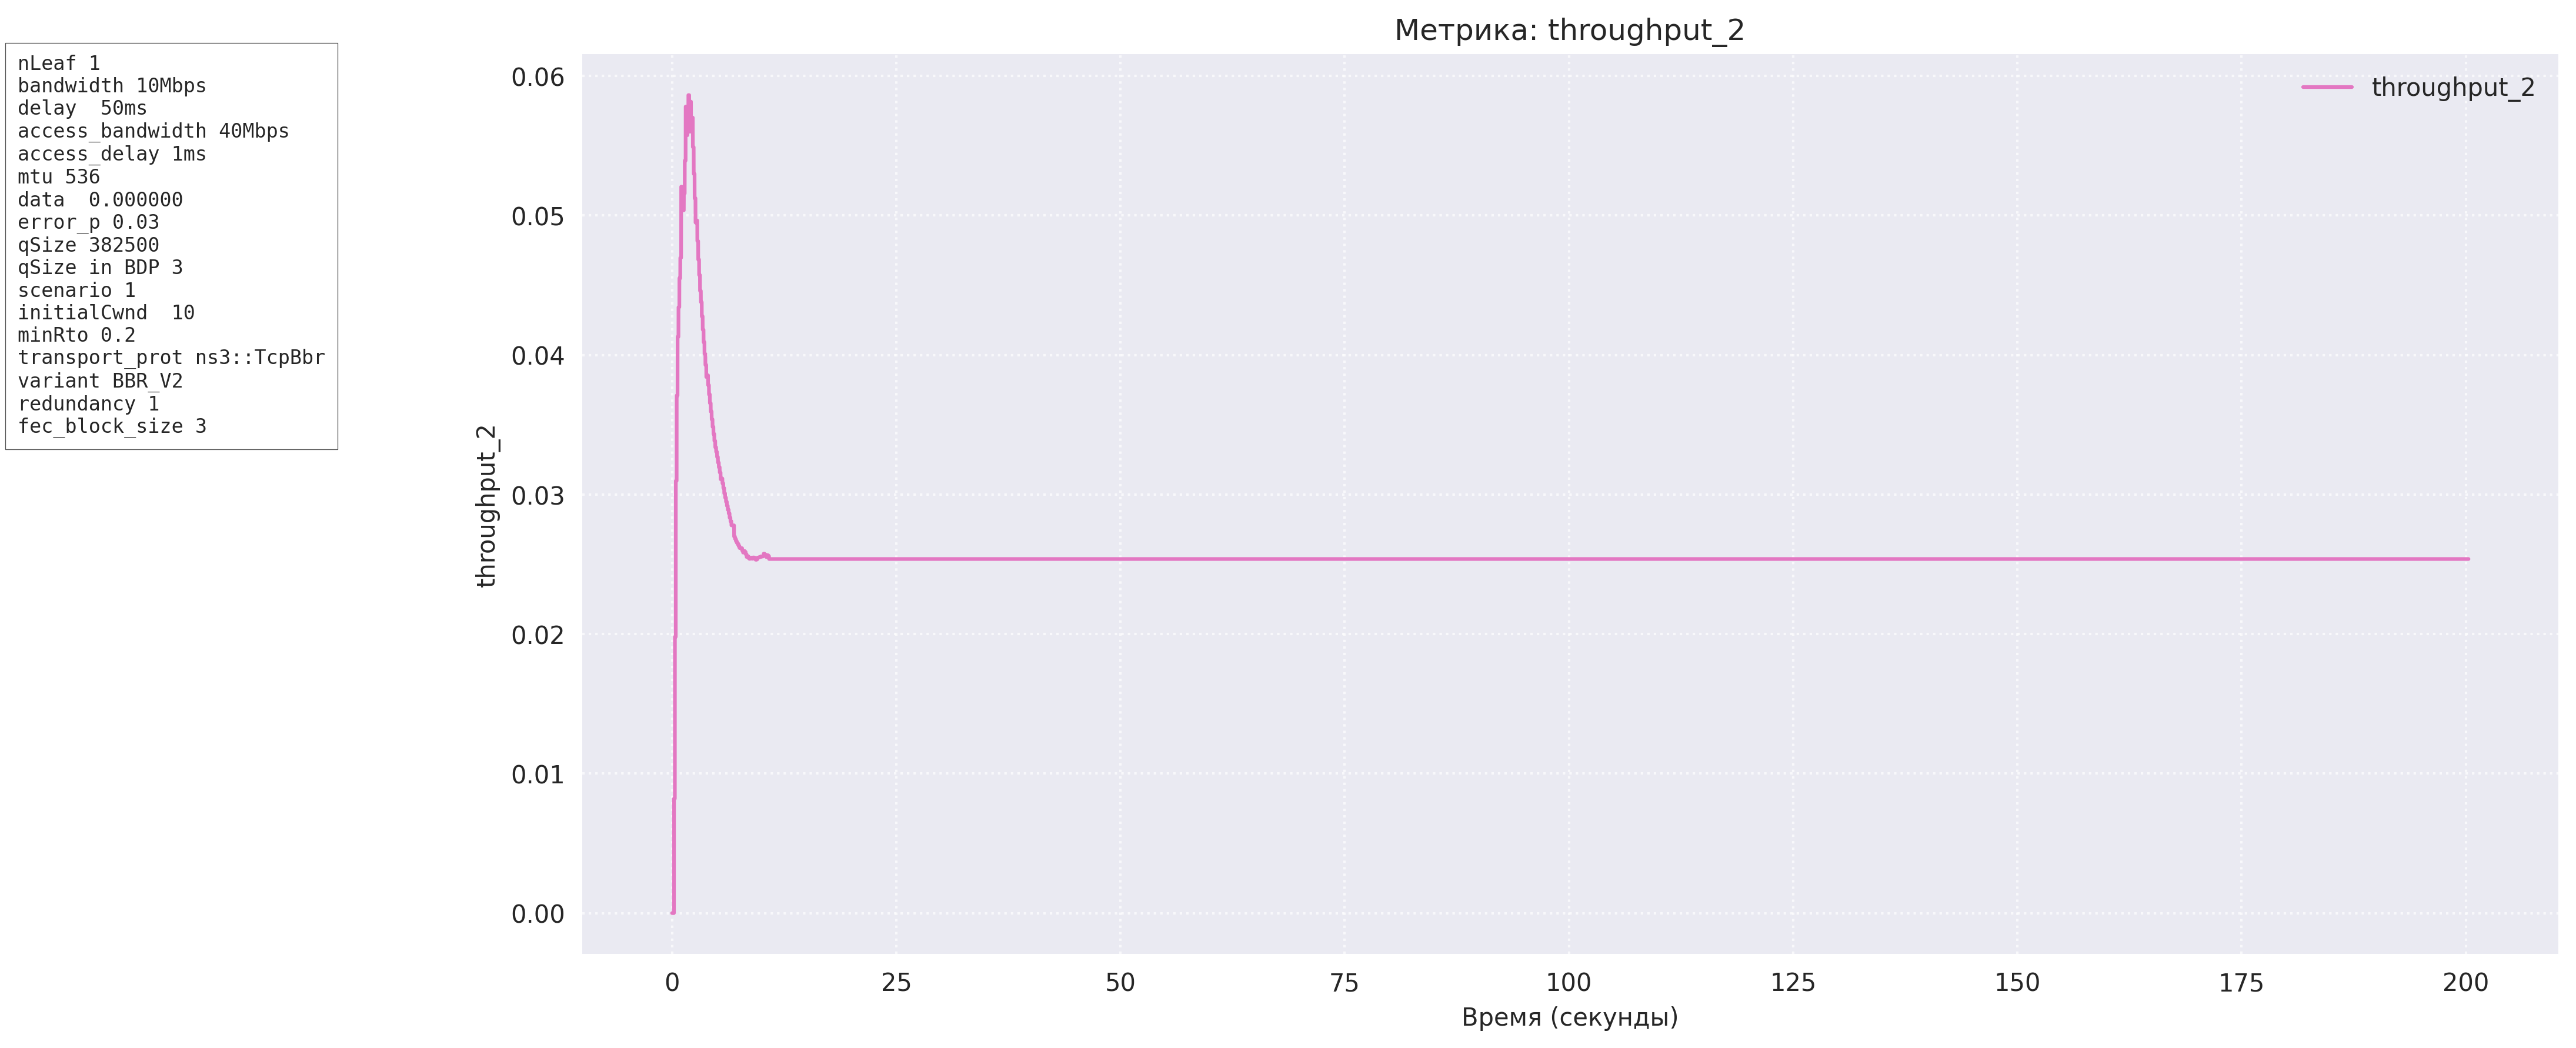 Метрика: throughput_2
nLeaf 1
bandwidth 10Mbps
delay  50ms
access_bandwidth 40Mbps
access_delay 1ms
mtu 536
data  0.000000
error_p 0.03
qSize 382500
qSize in BDP 3
scenario 1
initialCwnd  10
minRto 0.2
transport_prot ns3::TcpBbr
variant BBR_V2
redundancy 1
fec_block_size 3
throughput_2
throughput_2
0.06
0.05
0.04
0.03
0.02
0.01
0.00
0 25 50 75 100 125 150 175 200
Время (секунды)